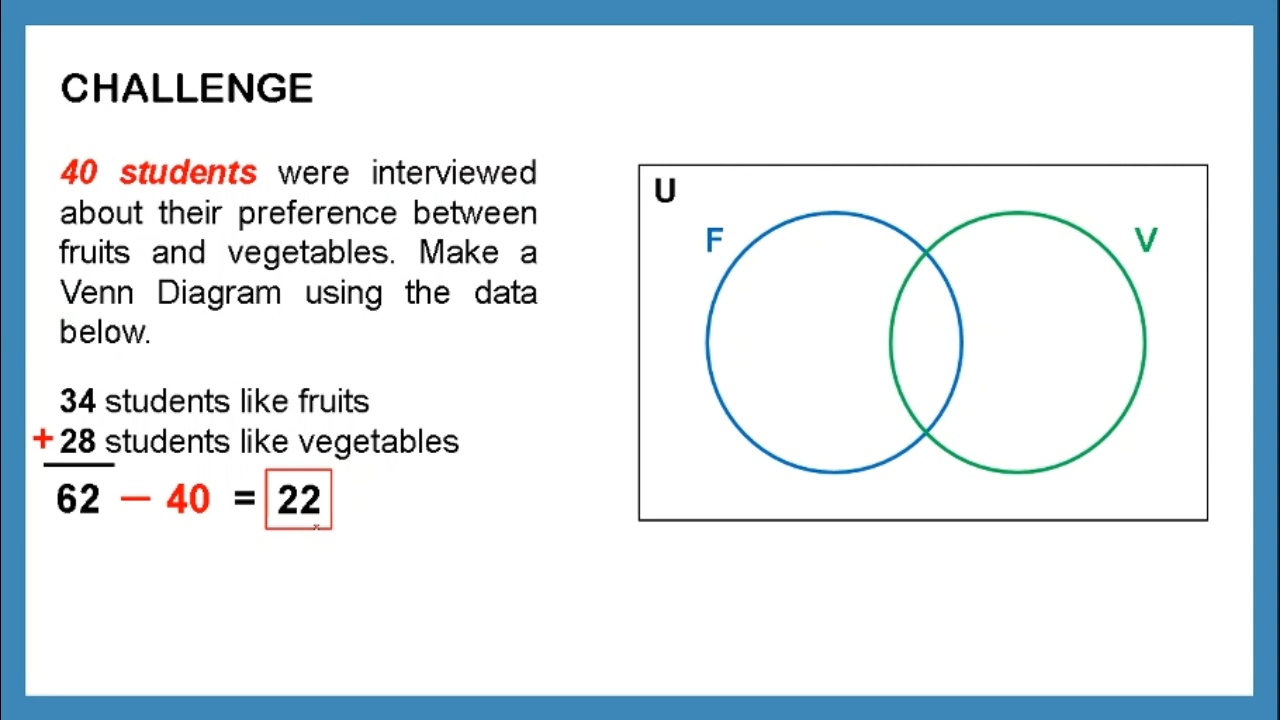 CHALLENGE
40 students were interviewed
about their preference between
fruits and vegetables. Make a
Venn Diagram using the data
below.
34 students like fruits
+ 28 students like vegetables
62 — 40 = 22
U
F
V